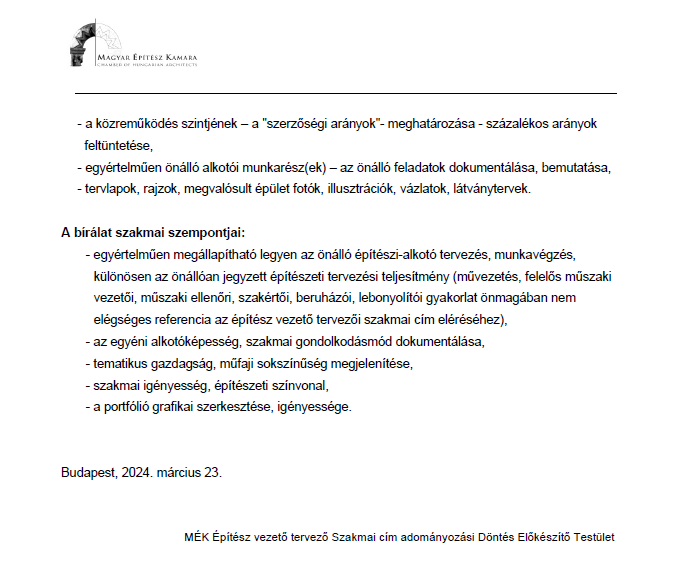 MAGYAR ÉPÍTÉSZ KAMARA
CHAMBER OF HUNGARIAN ARCHITECTS
- a közreműködés szintjének – a "szerzőségi arányok"- meghatározása - százalékos arányok
feltüntetése,
- egyértelműen önálló alkotói munkarész(ek) – az önálló feladatok dokumentálása, bemutatása,
- tervlapok, rajzok, megvalósult épület fotók, illusztrációk, vázlatok, látványtervek.
A bírálat szakmai szempontjai:
- egyértelműen megállapítható legyen az önálló építészi-alkotó tervezés, munkavégzés,
különösen az önállóan jegyzett építészeti tervezési teljesítmény (művezetés, felelős műszaki
vezetői, műszaki ellenőri, szakértői, beruházói, lebonyolítói gyakorlat önmagában nem
elégséges referencia az építész vezető tervezői szakmai cím eléréséhez),
- az egyéni alkotóképesség, szakmai gondolkodásmód dokumentálása,
- tematikus gazdagság, műfaji sokszínűség megjelenítése,
- szakmai igényesség, építészeti színvonal,
- a portfólió grafikai szerkesztése, igényessége.
Budapest, 2024. március 23.
MÉK Építész vezető tervező Szakmai cím adományozási Döntés Előkészítő Testület